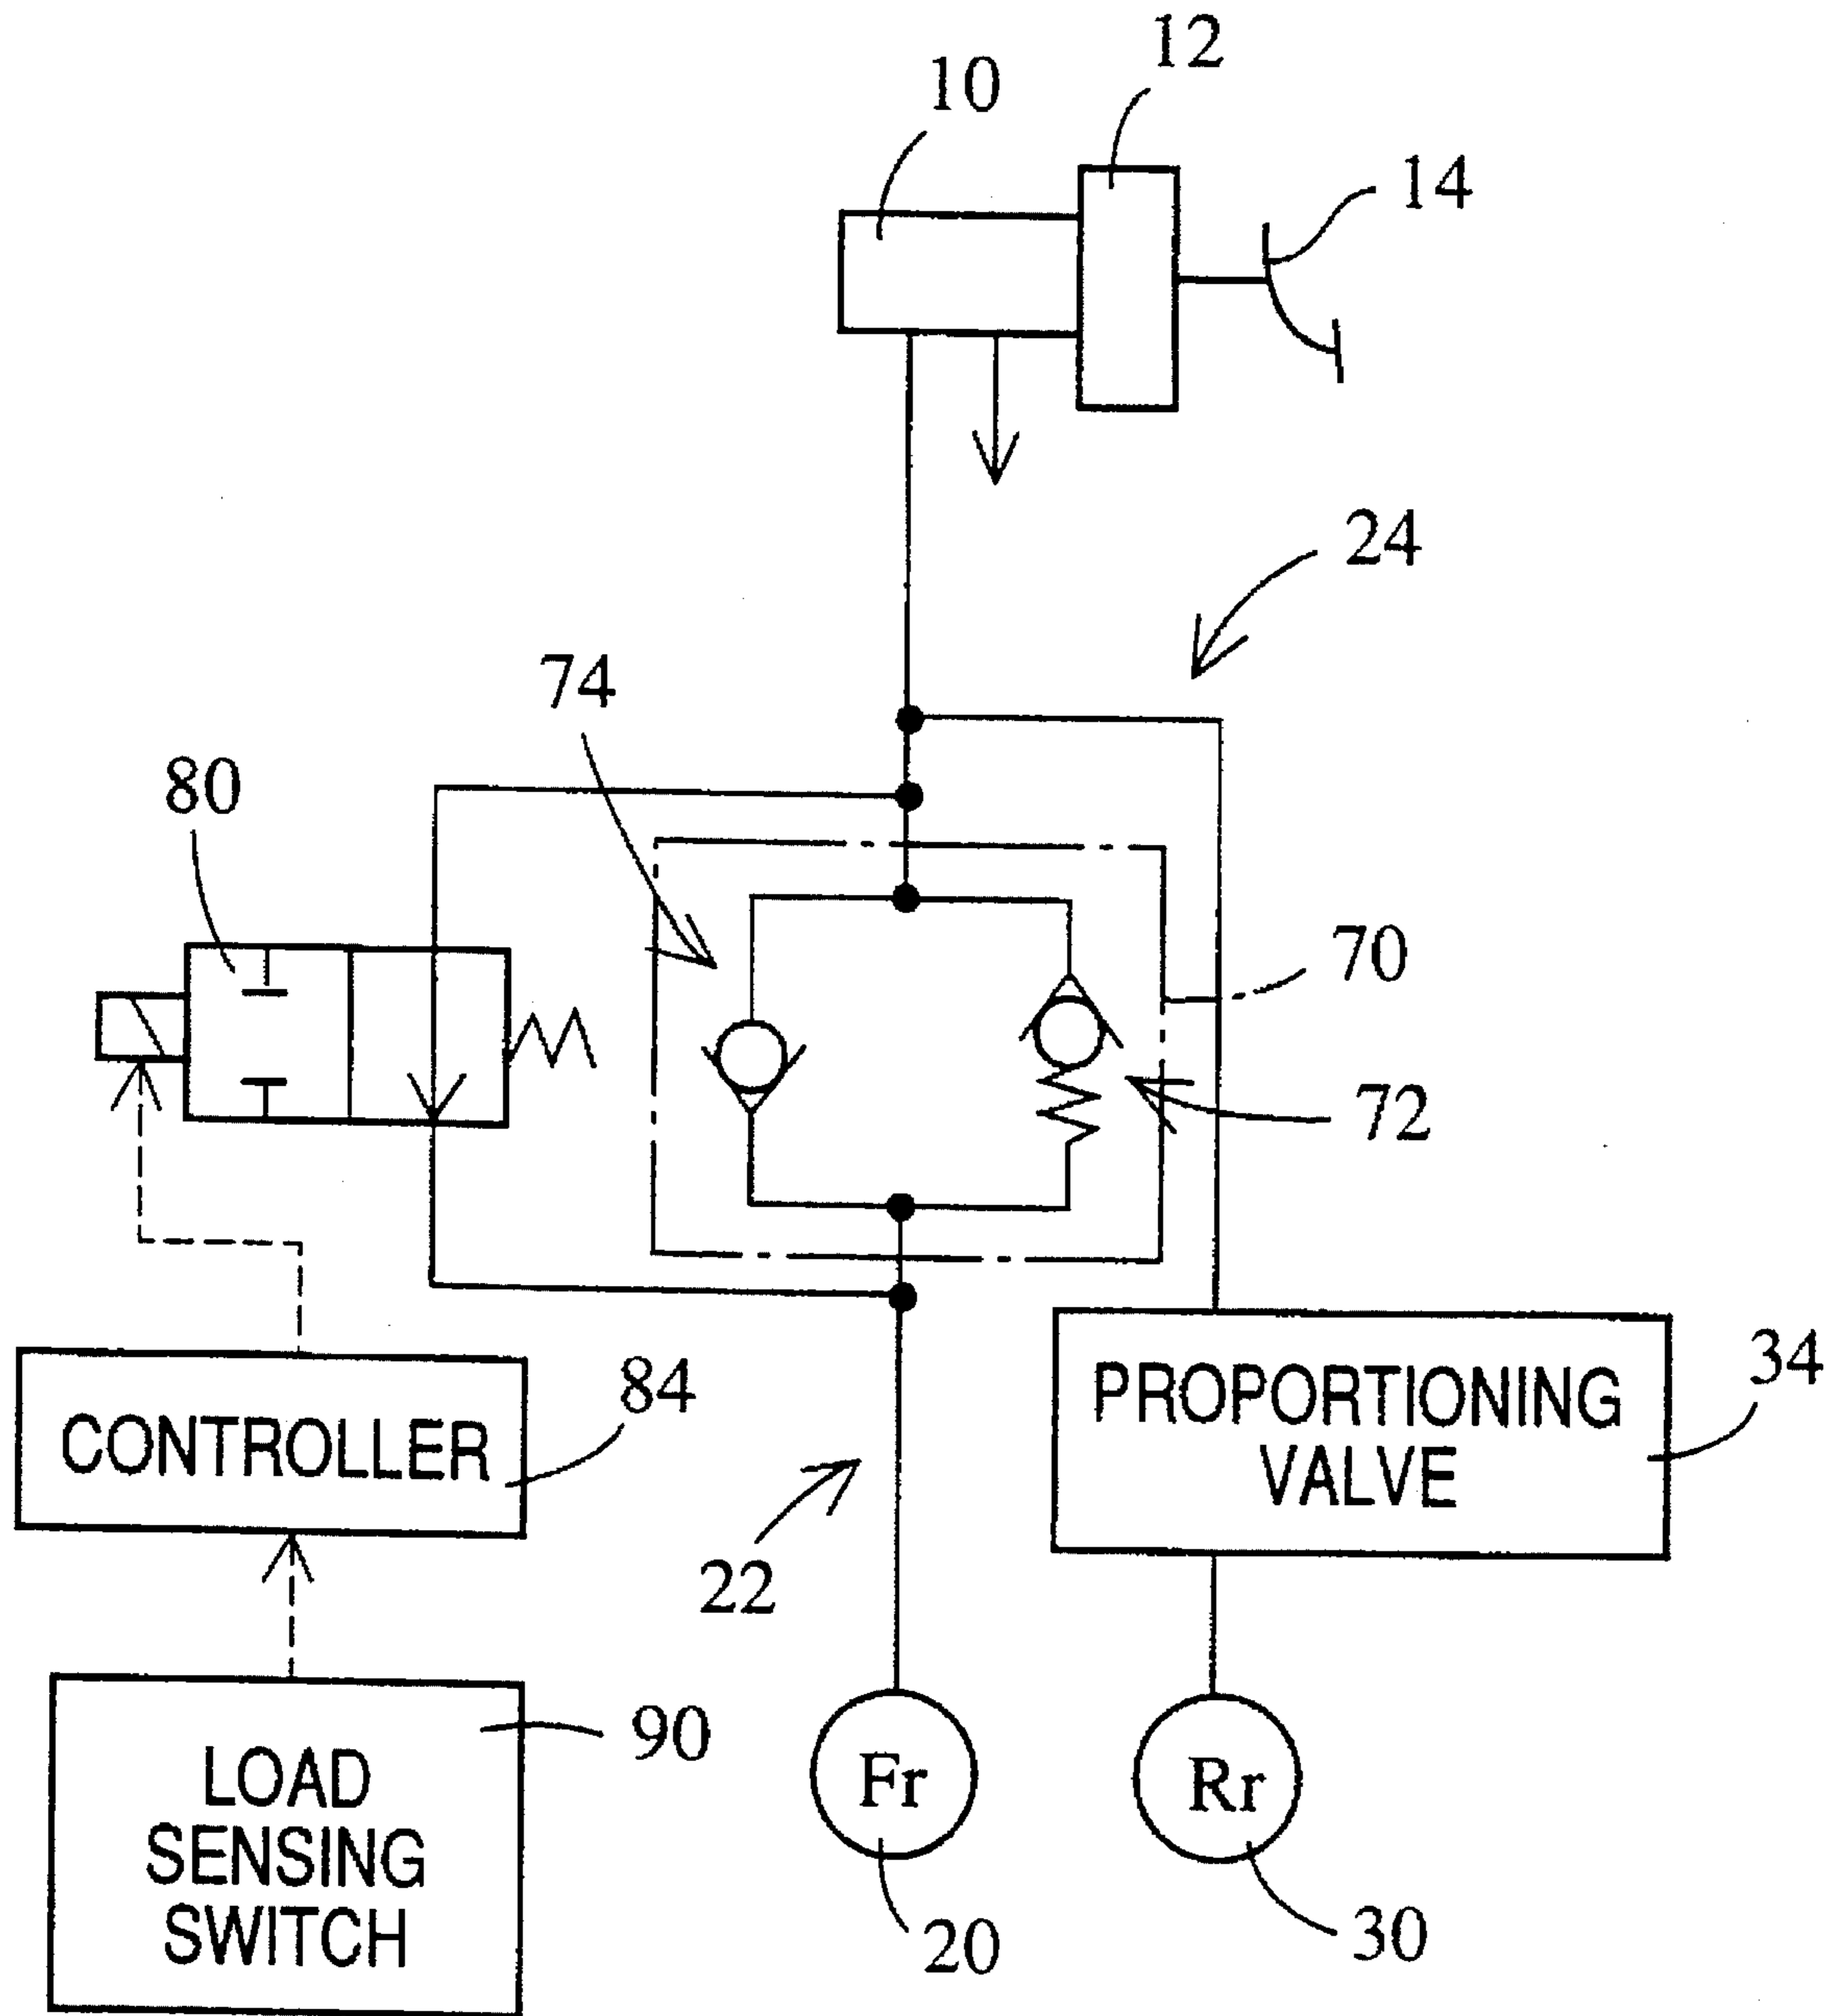 12
10
14
24
74
80
70
72
34
PROPORTIONING
VALVE
84
CONTROLLER
22
90
LOAD
SENSING
SWITCH
Fr
Rr
20
30